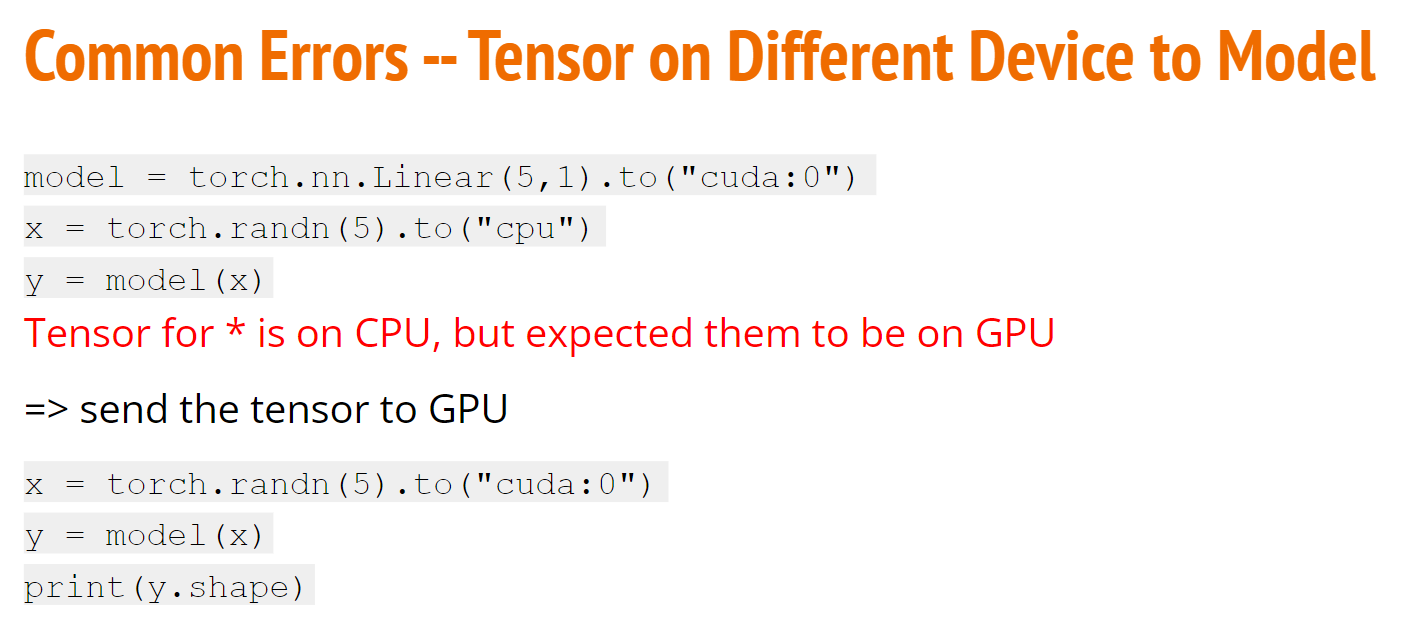 Common Errors -- Tensor on Different Device to Model
model = torch.nn.Linear(5,1).to("cuda:0")
x = torch.randn(5).to("cpu")
y = model(x)
Tensor for * is on CPU, but expected them to be on GPU
=> send the tensor to GPU
x = torch.randn(5).to("cuda:0")
y = model(x)
print(y.shape)